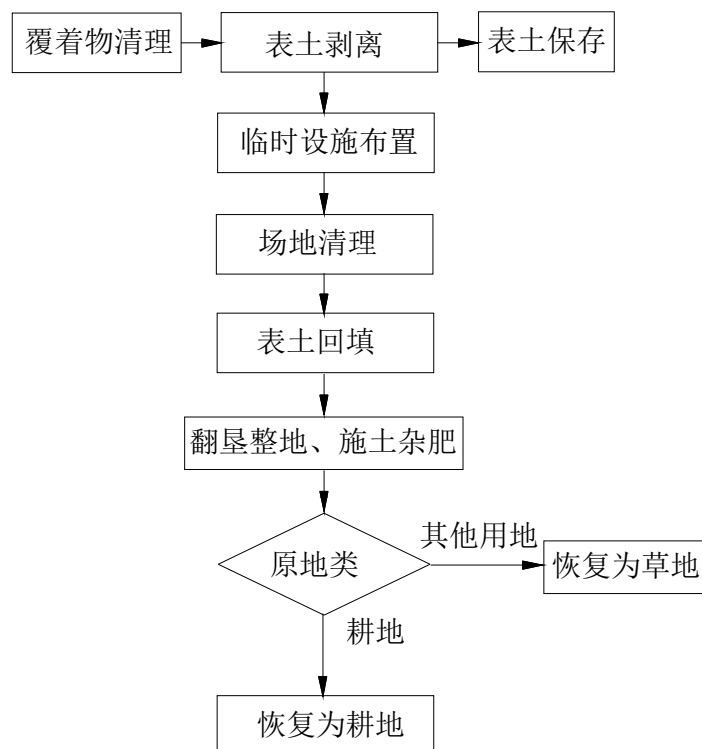 覆着物清理
表土剥离
表土保存
临时设施布置
场地清理
表土回填
翻垦整地、施土杂肥
原地类
其他用地
恢复为草地
耕地
恢复为耕地